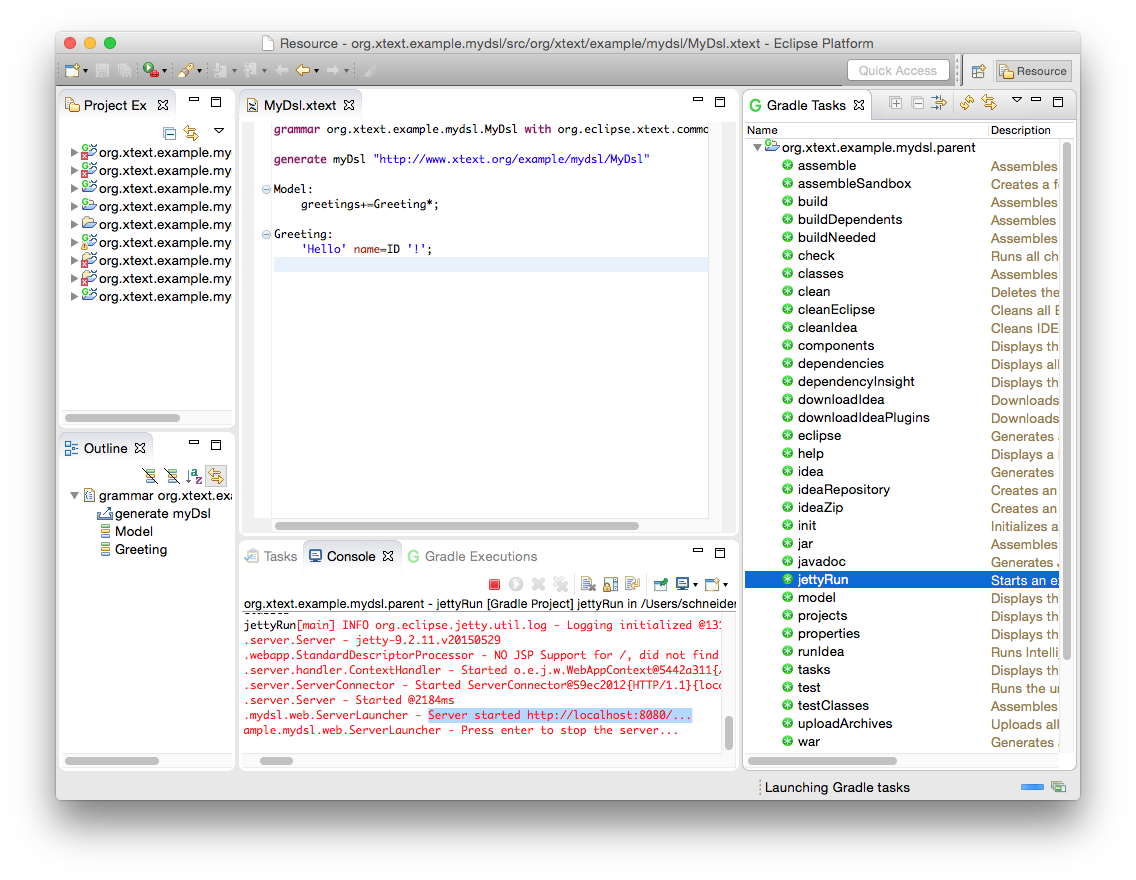 Resource - org.xtext.example.mydsl/src/org/xtext/example/mydsl/MyDsl.xtext - Eclipse Platform
Quick Access
Resource
Project Ex
org.xtext.example.my
org.xtext.example.my
org.xtext.example.my
org.xtext.example.my
org.xtext.example.my
org.xtext.example.my
org.xtext.example.my
org.xtext.example.my
org.xtext.example.my
Outline
grammar org.xtext.exa
generate myDsl
Model
Greeting
MyDsl.xtext
grammar org.xtext.example.mydsl.MyDsl with org.eclipse.xtext.commo
generate myDsl "http://www.xtext.org/example/mydsl/MyDsl"
Model:
greetings+=Greeting*;
Greeting:
'Hello' name=ID '!';
Tasks
Console
Gradle Executions
org.xtext.example.mydsl.parent - jettyRun [Gradle Project] jettyRun in /Users/schneider
jettyRun[main] INFO org.eclipse.jetty.util.log - Logging initialized @131
.server.Server - jetty-9.2.11.v20150529
.webapp.StandardDescriptorProcessor - NO JSP Support for /, did not find
.server.handler.ContextHandler - Started o.e.j.w.WebAppContext@5442a311{/
.server.ServerConnector - Started ServerConnector@59ec2012{HTTP/1.1}{loc
.server.Server - Started @2184ms
.mydsl.web.ServerLauncher - Server started http://localhost:8080/...
ample.mydsl.web.ServerLauncher - Press enter to stop the server...
Gradle Tasks
Name Description
org.xtext.example.mydsl.parent
assemble Assembles
assembleSandbox Creates a f
build Assembles
buildDependents Assembles
buildNeeded Assembles
check Runs all ch
classes Assembles
clean Deletes the
cleanEclipse Cleans all E
cleanIdea Cleans IDE
components Displays th
dependencies Displays all
dependencyInsight Displays th
downloadIdea Downloads
downloadIdeaPlugins Downloads
eclipse Generates
help Displays a
idea Generates
ideaRepository Creates an
ideaZip Creates an
init Initializes a
jar Assembles
javadoc Generates
jettyRun Starts an e
model Displays th
projects Displays th
properties Displays th
runIdea Runs Intelli
tasks Displays th
test Runs the u
testClasses Assembles
uploadArchives Uploads all
war Generates
Launching Gradle tasks